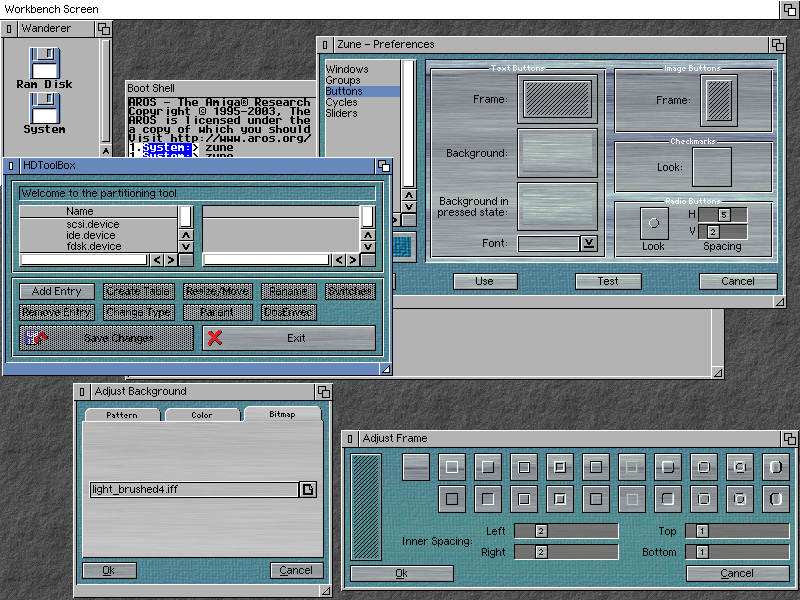 Workbench Screen
Wanderer
Ram Disk
System
Boot Shell
AROS - The Amiga® Research
Copyright © 1995-2003, The
AROS is licensed under the
a copy of which you should
Visit http://www.aros.org/
1.System:> zune
1.System:> zune
Zune - Preferences
Windows
Groups
Buttons
Cycles
Sliders
Text Buttons
Frame:
Background:
Background in
pressed state:
Font:
Image Buttons
Frame:
Checkmarks
Look:
Radio Buttons
H 5
V 2
Look
Spacing
Use
Test
Cancel
HDToolBox
Welcome to the partitioning tool
Name
scsi.device
ide.device
fdsk.device
Add Entry
Create Table
Resize/Move
Rename
Switches
Remove Entry
Change Type
Parent
DosEnvec
Save Changes
Exit
Adjust Background
Pattern
Color
Bitmap
light_brushed4.iff
Ok
Cancel
Adjust Frame
Inner Spacing:
Left 2
Right 2
Top 1
Bottom 1
Ok
Cancel